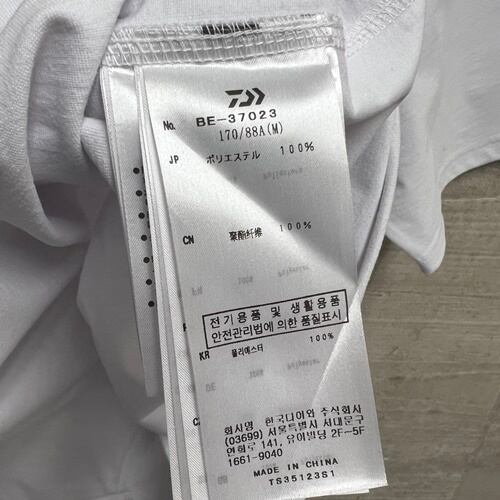 No. BE-37023
170/88A(M)
JP ポリエステル 100%
CN 聚酯纤维 100%
전기용품 및 생활용품
안전관리법에 의한 품질표시
KR 폴리에스터 100%
회사명 한국다이와 주식회사
(03699) 서울특별시 서대문구
연희로 141, 유아빌딩 2F-5F
1661-9040
MADE IN CHINA
TS35123S1